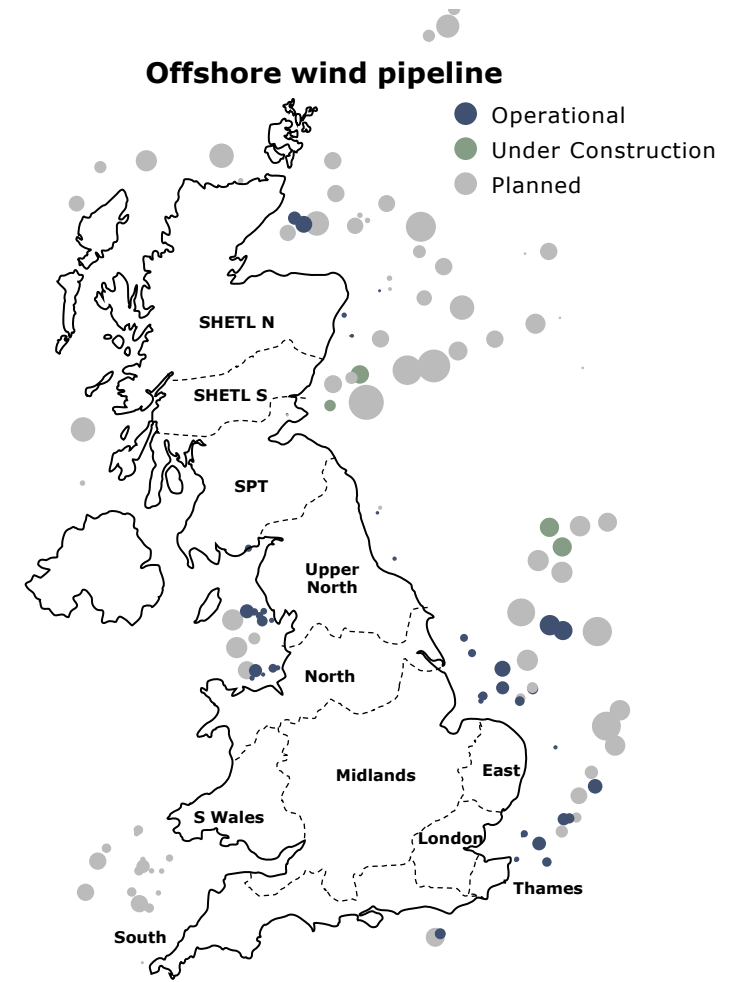 Offshore wind pipeline
Operational
Under Construction
Planned
SHETL N
SHETL S
SPT
Upper
North
North
Midlands
East
S Wales
London
Thames
South